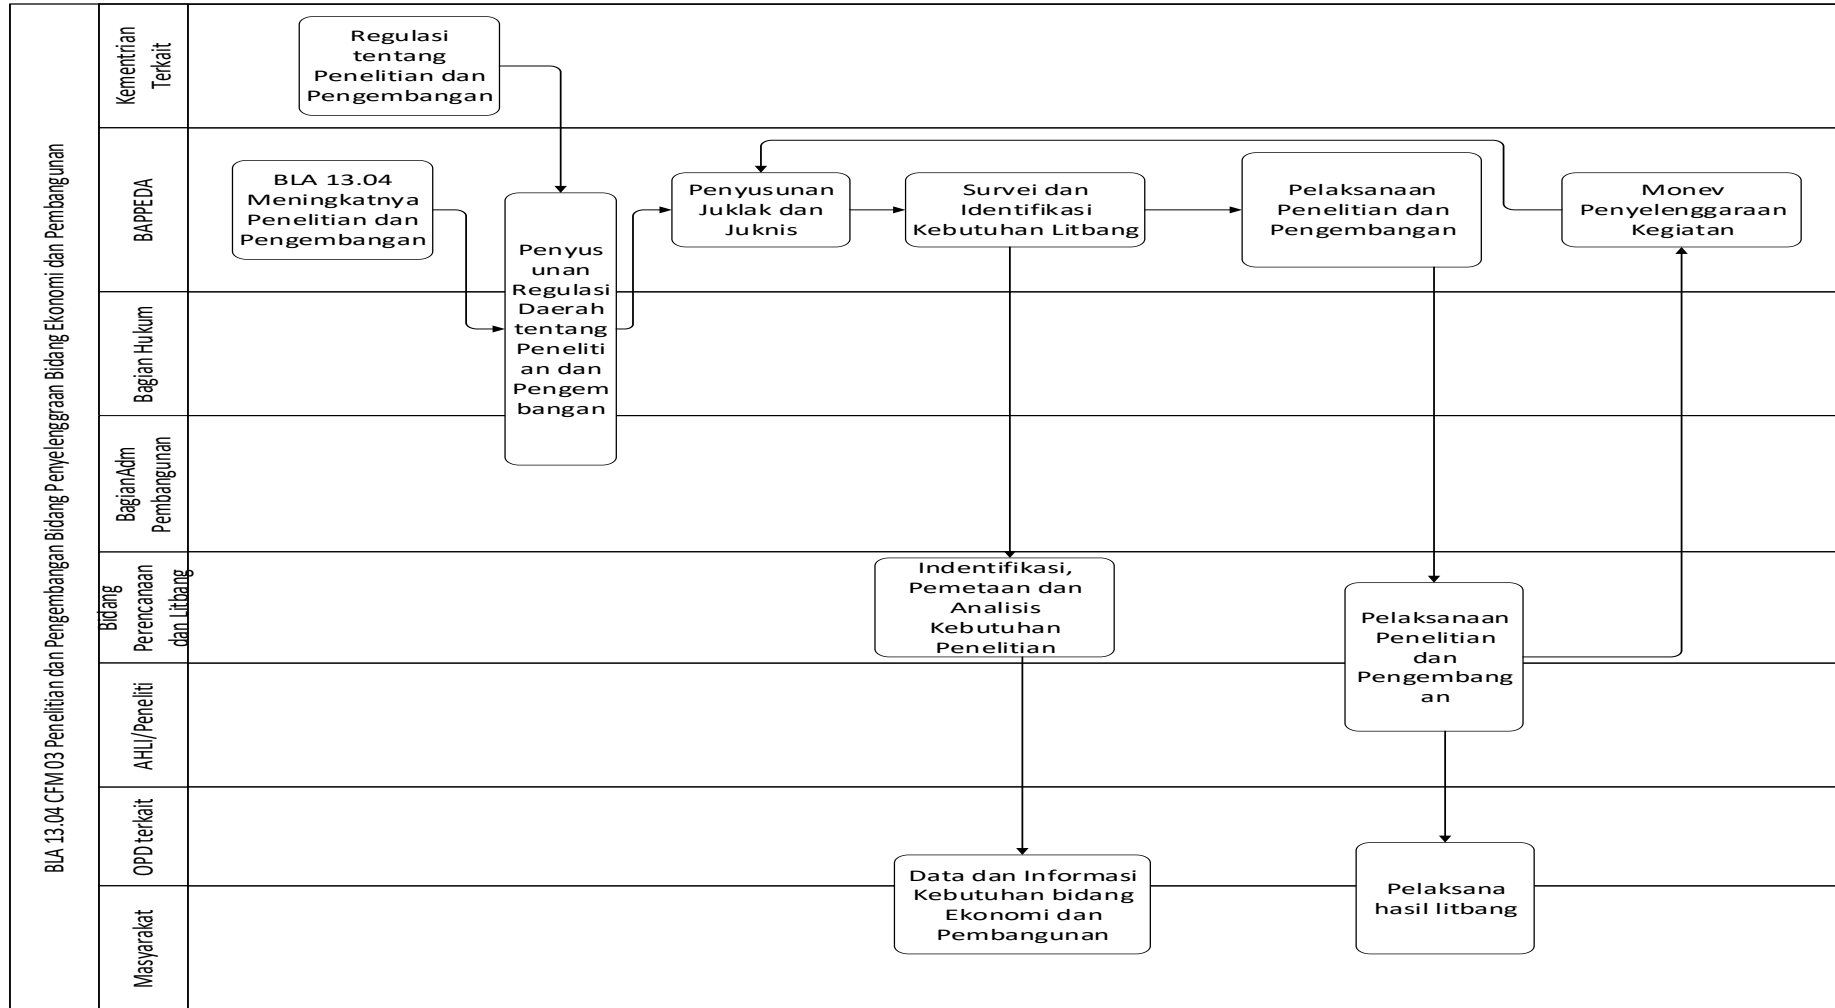 BLA 13.04 CFM 03 Penelitian dan Pengembangan Bidang Penyelenggraan Bidang Ekonomi dan Pembangunan
Kementrian
Terkait
Regulasi
tentang
Penelitian dan
Pengembangan
BAPPEDA
BLA 13.04
Meningkatnya
Penelitian dan
Pengembangan
Penyus
unan
Regulasi
Daerah
tentang
Peneliti
an dan
Pengem
bangan
Penyusunan
Juklak dan
Juknis
Survei dan
Identifikasi
Kebutuhan Litbang
Pelaksanaan
Penelitian dan
Pengembangan
Monev
Penyelenggaraan
Kegiatan
Bagian Hukum
BagianAdm
Pembangunan
Bidang
Perencanaan
dan Litbang
Indentifikasi,
Pemetaan dan
Analisis
Kebutuhan
Penelitian
Pelaksanaan
Penelitian
dan
Pengembang
an
AHLI/Peneliti
OPD terkait
Data dan Informasi
Kebutuhan bidang
Ekonomi dan
Pembangunan
Pelaksana
hasil litbang
Masyarakat